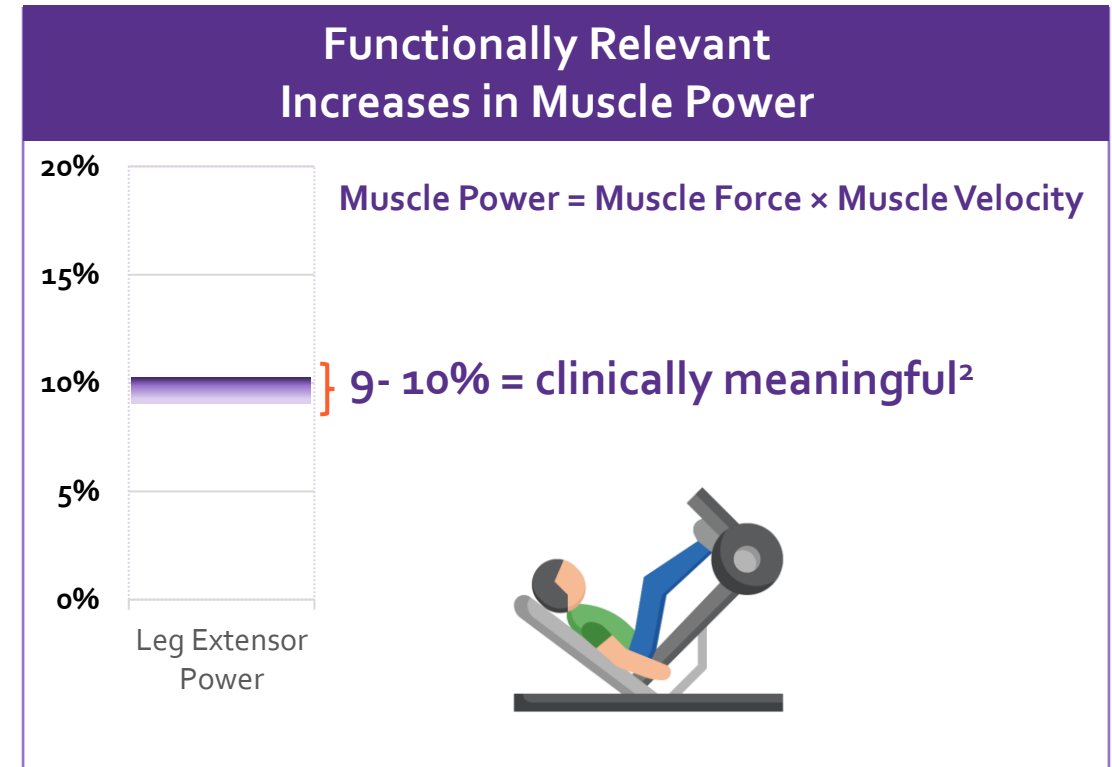 Functionally Relevant
Increases in Muscle Power
20%
Muscle Power = Muscle Force × Muscle Velocity
15%
10%
9- 10% = clinically meaningful²
5%
0%
Leg Extensor
Power